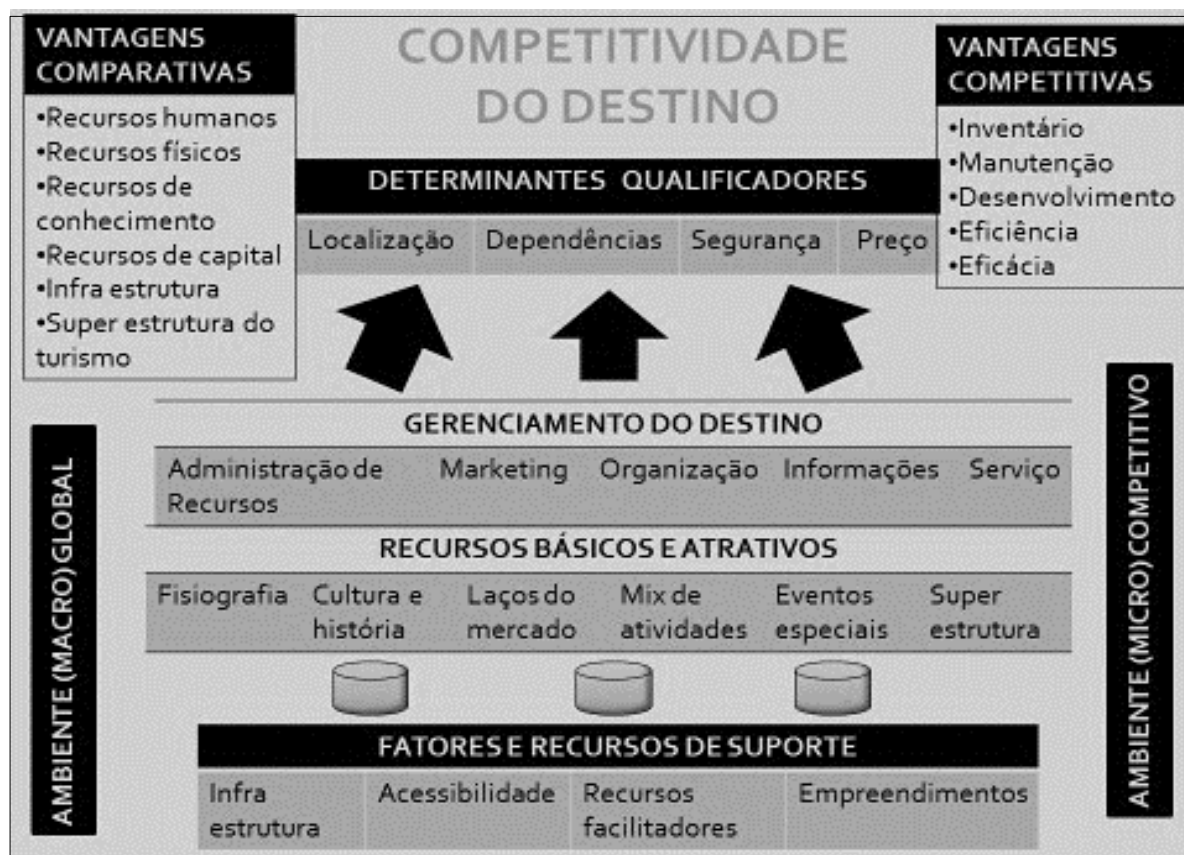 VANTAGENS
COMPARATIVAS
•Recursos humanos
•Recursos físicos
•Recursos de
conhecimento
•Recursos de capital
•Infra estrutura
•Super estrutura do
turismo
COMPETITIVIDADE
DO DESTINO
VANTAGENS
COMPETITIVAS
•Inventário
•Manutenção
•Desenvolvimento
•Eficiência
•Eficácia
DETERMINANTES QUALIFICADORES
Localização Dependências Segurança Preço
GERENCIAMENTO DO DESTINO
Administração de Marketing Organização Informações Serviço
Recursos
RECURSOS BÁSICOS E ATRATIVOS
Fisiografia Cultura e Laços do Mix de Eventos Super
história mercado atividades especiais estrutura
FATORES E RECURSOS DE SUPORTE
Infra Acessibilidade Recursos Empreendimentos
estrutura facilitadores
AMBIENTE (MACRO) GLOBAL
AMBIENTE (MICRO) COMPETITIVO